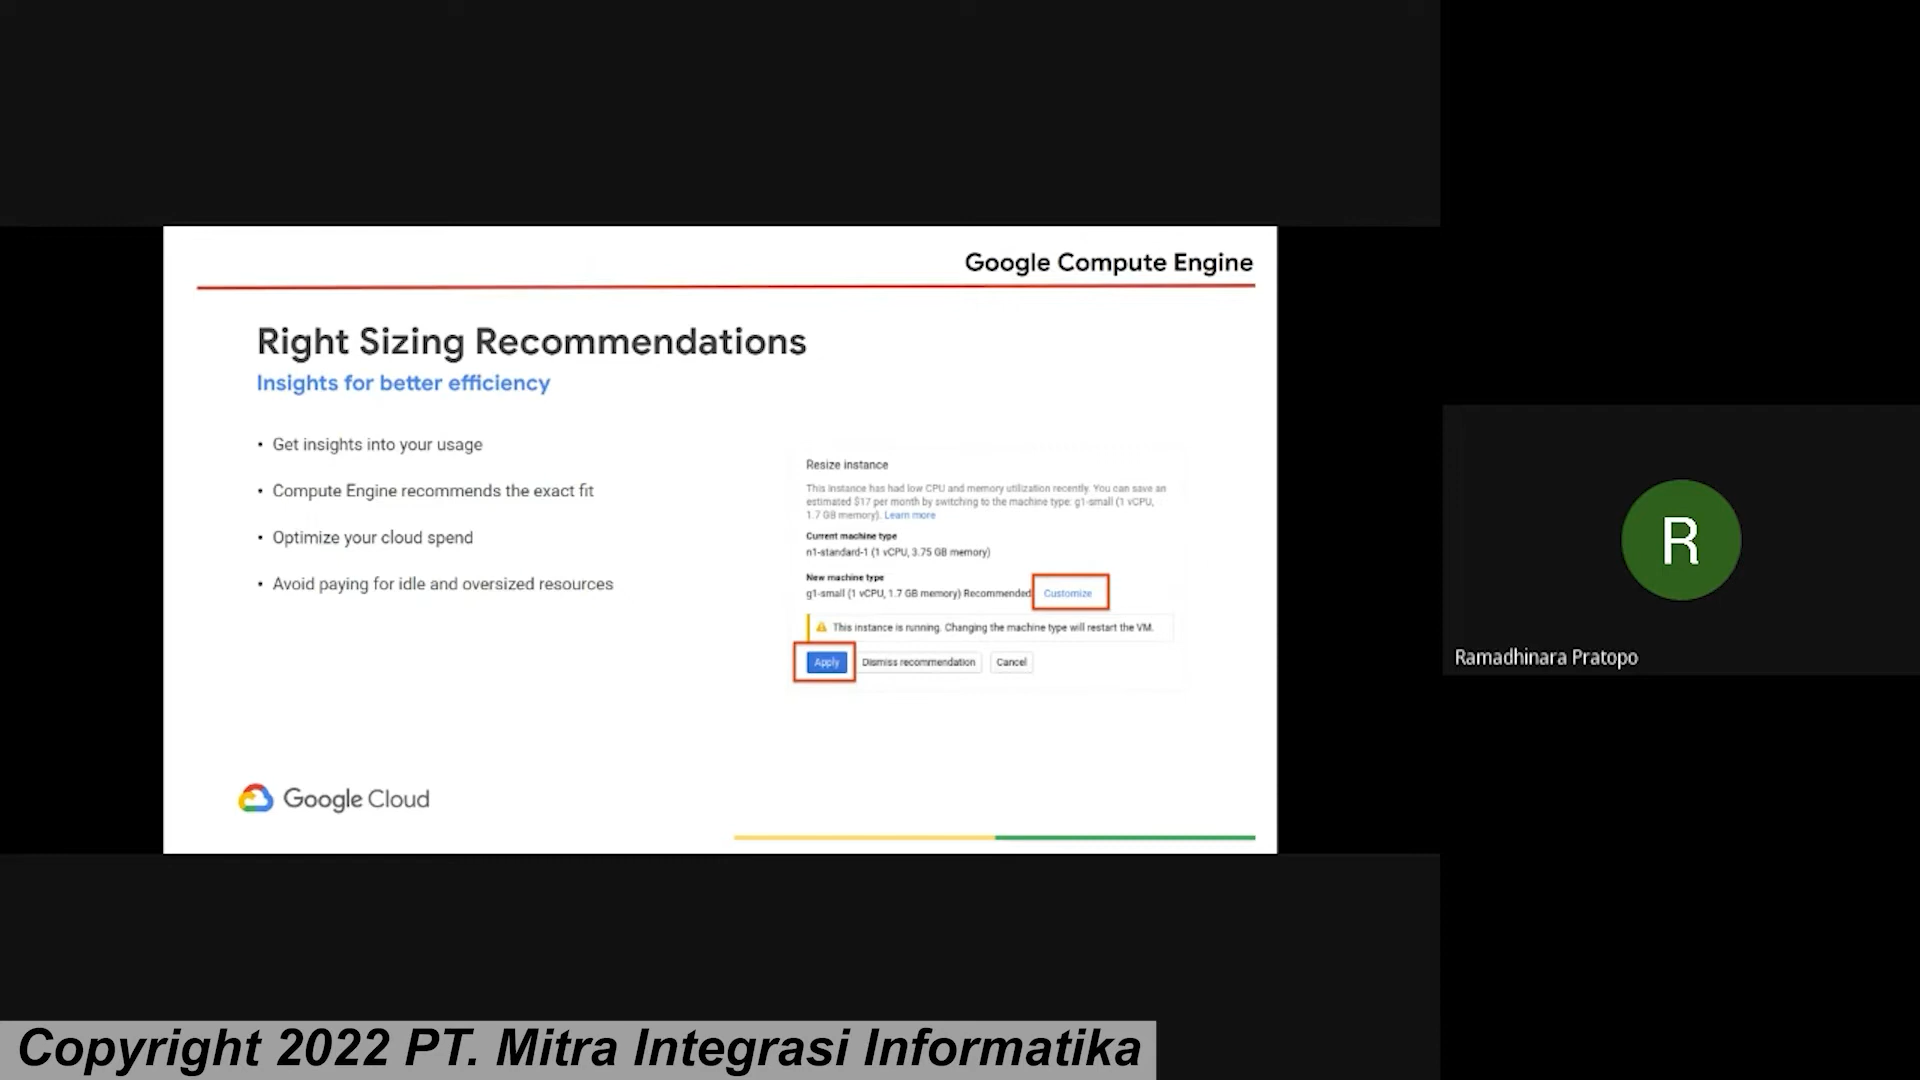 Google Compute Engine
Right Sizing Recommendations
Insights for better efficiency
• Get insights into your usage
• Compute Engine recommends the exact fit
• Optimize your cloud spend
• Avoid paying for idle and oversized resources
Resize instance
This instance has had low CPU and memory utilization recently. You can save an
estimated $17 per month by switching to the machine type: g1-small (1 vCPU,
1.7 GB memory). Learn more
Current machine type
n1-standard-1 (1 vCPU, 3.75 GB memory)
New machine type
g1-small (1 vCPU, 1.7 GB memory) Recommended Customize
This instance is running. Changing the machine type will restart the VM.
Apply Dismiss recommendation Cancel
Google Cloud
R
Ramadhinara Pratopo
Copyright 2022 PT. Mitra Integrasi Informatika